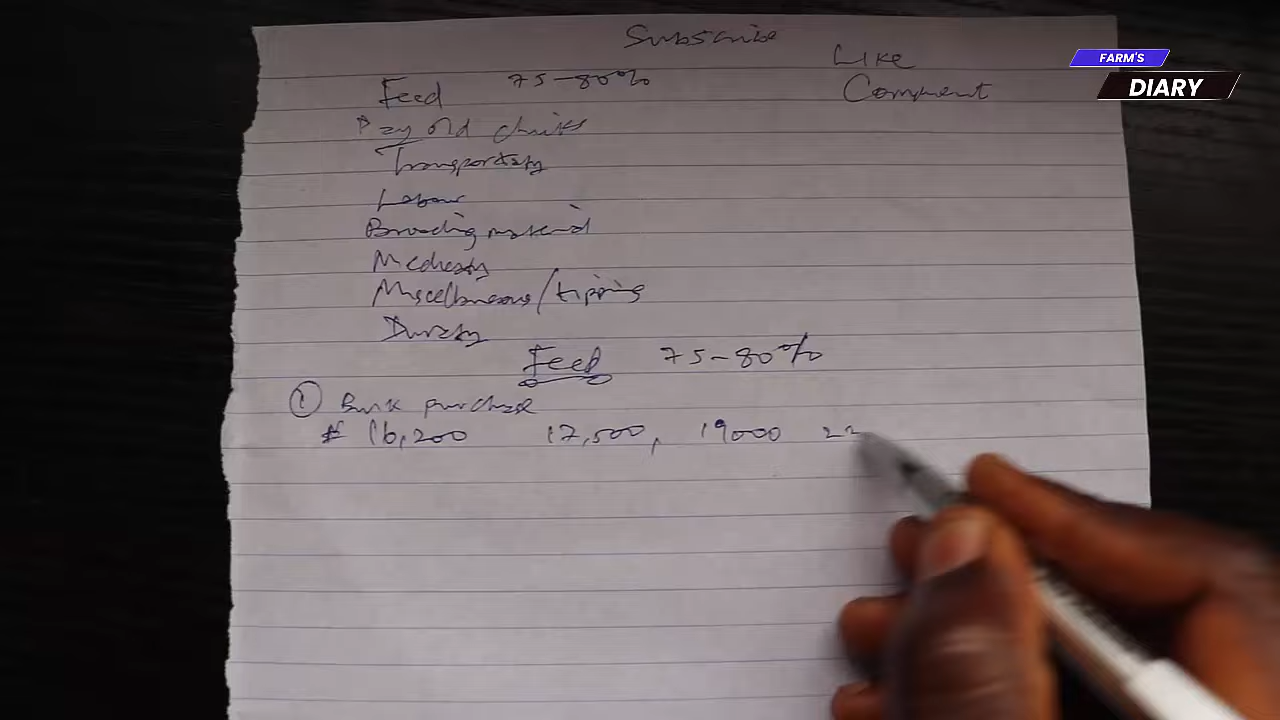 Subscribe
Like
Comment
FARM'S
DIARY
Feed 75-80%
Day old chicks
Transportation
Labour
Brooding material
Medication
Miscellaneous/tipping
Feed 75-80%
① Bulk purchase
₦ 16,200 17,500, 19000 22